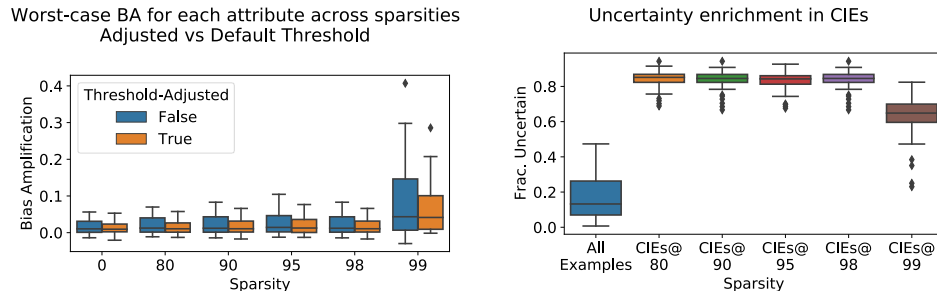 Worst-case BA for each attribute across sparsities
Adjusted vs Default Threshold
Bias Amplification
0.4
0.3
0.2
0.1
0.0
Threshold-Adjusted
False
True
0 80 90 95 98 99
Sparsity
Uncertainty enrichment in CIEs
Frac. Uncertain
0.8
0.6
0.4
0.2
0.0
All CIEs@ CIEs@ CIEs@ CIEs@ CIEs@
Examples 80 90 95 98 99
Sparsity